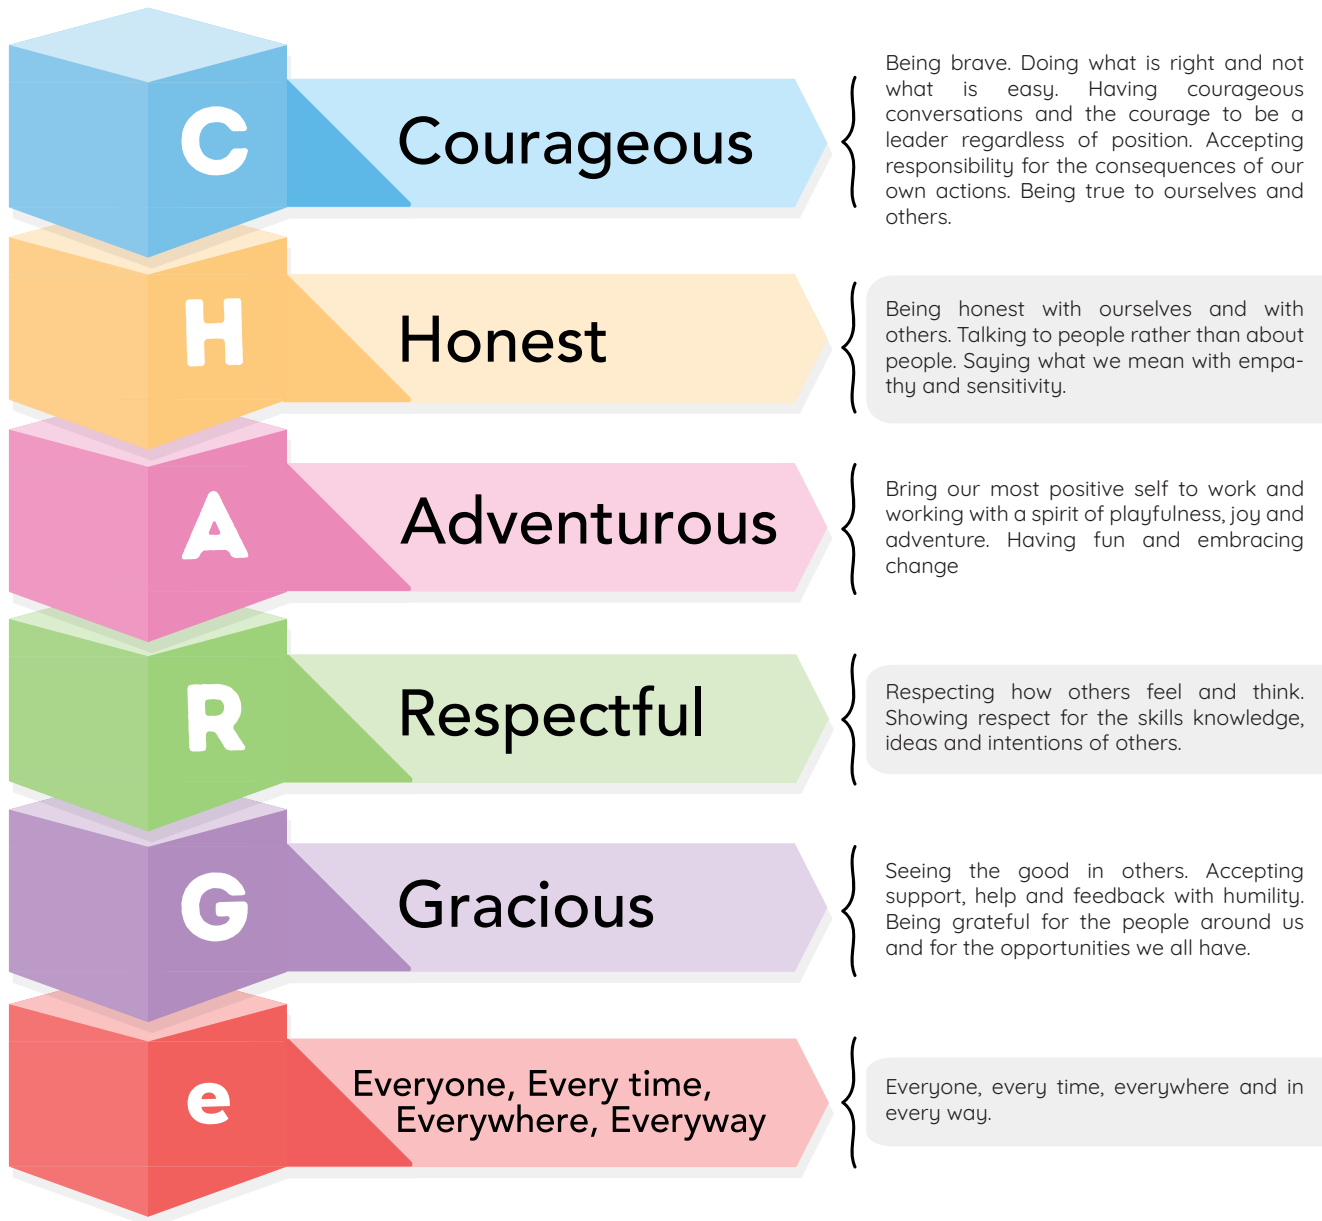 C
Courageous
Being brave. Doing what is right and not
what is easy. Having courageous
conversations and the courage to be a
leader regardless of position. Accepting
responsibility for the consequences of our
own actions. Being true to ourselves and
others.
H
Honest
Being honest with ourselves and with
others. Talking to people rather than about
people. Saying what we mean with empa-
thy and sensitivity.
A
Adventurous
Bring our most positive self to work and
working with a spirit of playfulness, joy and
adventure. Having fun and embracing
change
R
Respectful
Respecting how others feel and think.
Showing respect for the skills knowledge,
ideas and intentions of others.
G
Gracious
Seeing the good in others. Accepting
support, help and feedback with humility.
Being grateful for the people around us
and for the opportunities we all have.
e
Everyone, Every time,
Everywhere, Everyway
Everyone, every time, everywhere and in
every way.